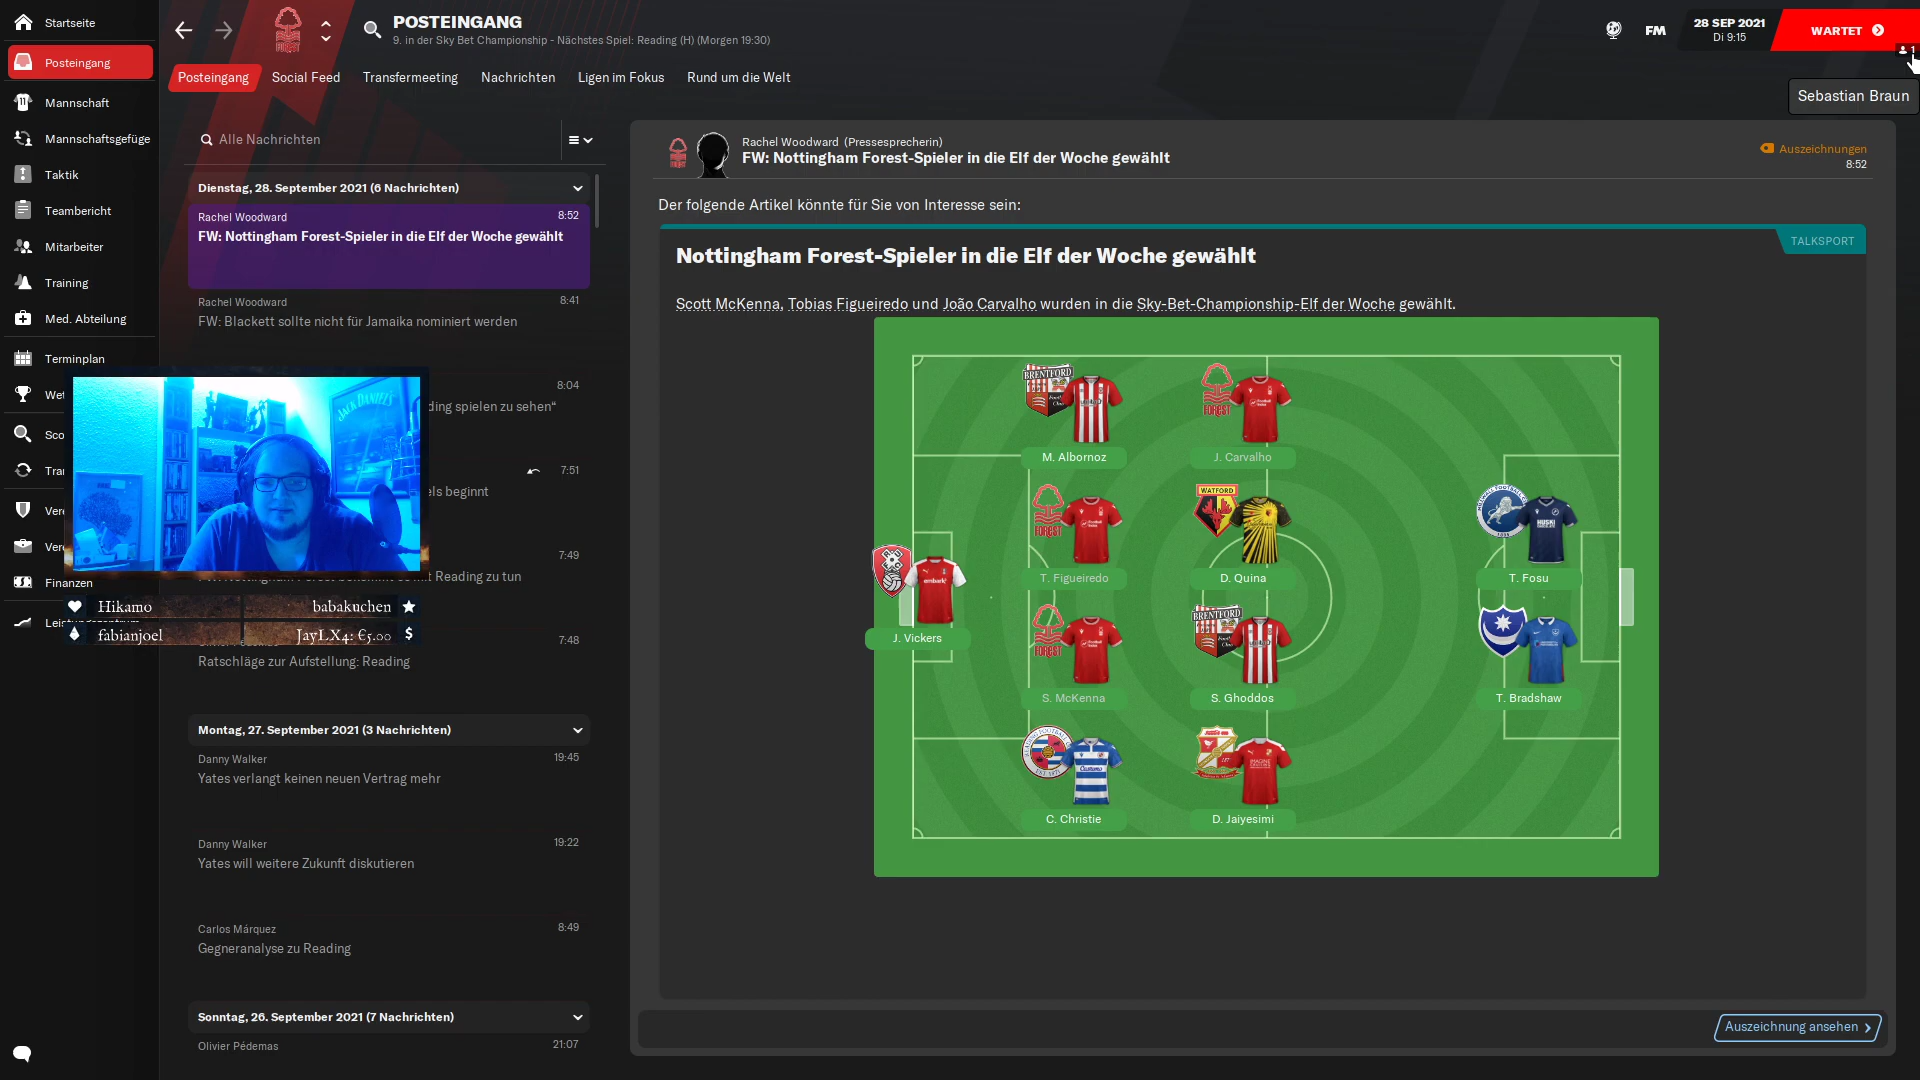 Startseite
Posteingang
Mannschaft
Mannschaftsgefüge
Taktik
Teambericht
Mitarbeiter
Training
Med. Abteilung
Terminplan
Finanzen
POSTEINGANG
9. in der Sky Bet Championship - Nächstes Spiel: Reading (H) (Morgen 19:30)
FM
28 SEP 2021
Di 9:15
WARTET
1
Sebastian Braun
Posteingang
Social Feed
Transfermeeting
Nachrichten
Ligen im Fokus
Rund um die Welt
Alle Nachrichten
Dienstag, 28. September 2021 (6 Nachrichten)
Rachel Woodward 8:52
FW: Nottingham Forest-Spieler in die Elf der Woche gewählt
Rachel Woodward 8:41
FW: Blackett sollte nicht für Jamaika nominiert werden
8:04
spielen zu sehen“
7:51
beginnt
7:49
Reading zu tun
7:48
Ratschläge zur Aufstellung: Reading
Montag, 27. September 2021 (3 Nachrichten)
Danny Walker 19:45
Yates verlangt keinen neuen Vertrag mehr
Danny Walker 19:22
Yates will weitere Zukunft diskutieren
Carlos Márquez 8:49
Gegneranalyse zu Reading
Sonntag, 26. September 2021 (7 Nachrichten)
Olivier Pédemas 21:07
JACK DANIEL'S
Hikamo babakuchen
fabianjoel JayLX4: €5.00
Rachel Woodward (Pressesprecherin)
FW: Nottingham Forest-Spieler in die Elf der Woche gewählt
Auszeichnungen
8:52
Der folgende Artikel könnte für Sie von Interesse sein:
TALKSPORT
Nottingham Forest-Spieler in die Elf der Woche gewählt
Scott McKenna, Tobias Figueiredo und João Carvalho wurden in die Sky-Bet-Championship-Elf der Woche gewählt.
BRENTFORD
FOREST
M. Albornoz
J. Carvalho
FOREST
WATFORD
T. Figueiredo
D. Quina
T. Fosu
J. Vickers
FOREST
BRENTFORD
S. McKenna
S. Ghoddos
T. Bradshaw
C. Christie
D. Jaiyesimi
Auszeichnung ansehen